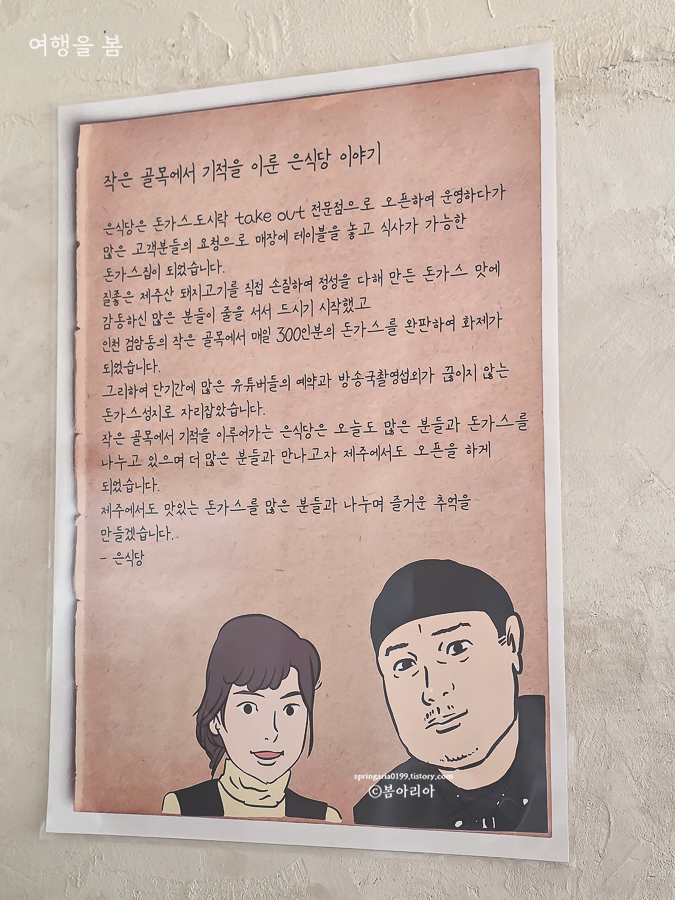 여행을 봄
작은 골목에서 기적을 이룬 은식당 이야기
은식당은 돈가스도시락 take out 전문점으로 오픈하여 운영하다가
많은 고객분들의 요청으로 매장에 테이블을 놓고 식사가 가능한
돈가스집이 되었습니다.
질좋은 제주산 돼지고기를 직접 손질하여 정성을 다해 만든 돈가스 맛에
감동하신 많은 분들이 줄을 서서 드시기 시작했고
인천 검암동의 작은 골목에서 매일 300인분의 돈가스를 완판하여 화제가
되었습니다.
그리하여 단기간에 많은 유튜버들의 예약과 방송국촬영섭외가 끊이지 않는
돈가스성지로 자리잡았습니다.
작은 골목에서 기적을 이루어가는 은식당은 오늘도 많은 분들과 돈가스를
나누고 있으며 더 많은 분들과 만나고자 제주에서도 오픈을 하게
되었습니다.
제주에서도 맛있는 돈가스를 많은 분들과 나누며 즐거운 추억을
만들겠습니다.
- 은식당
springaria0199.tistory.com
©봄아리아